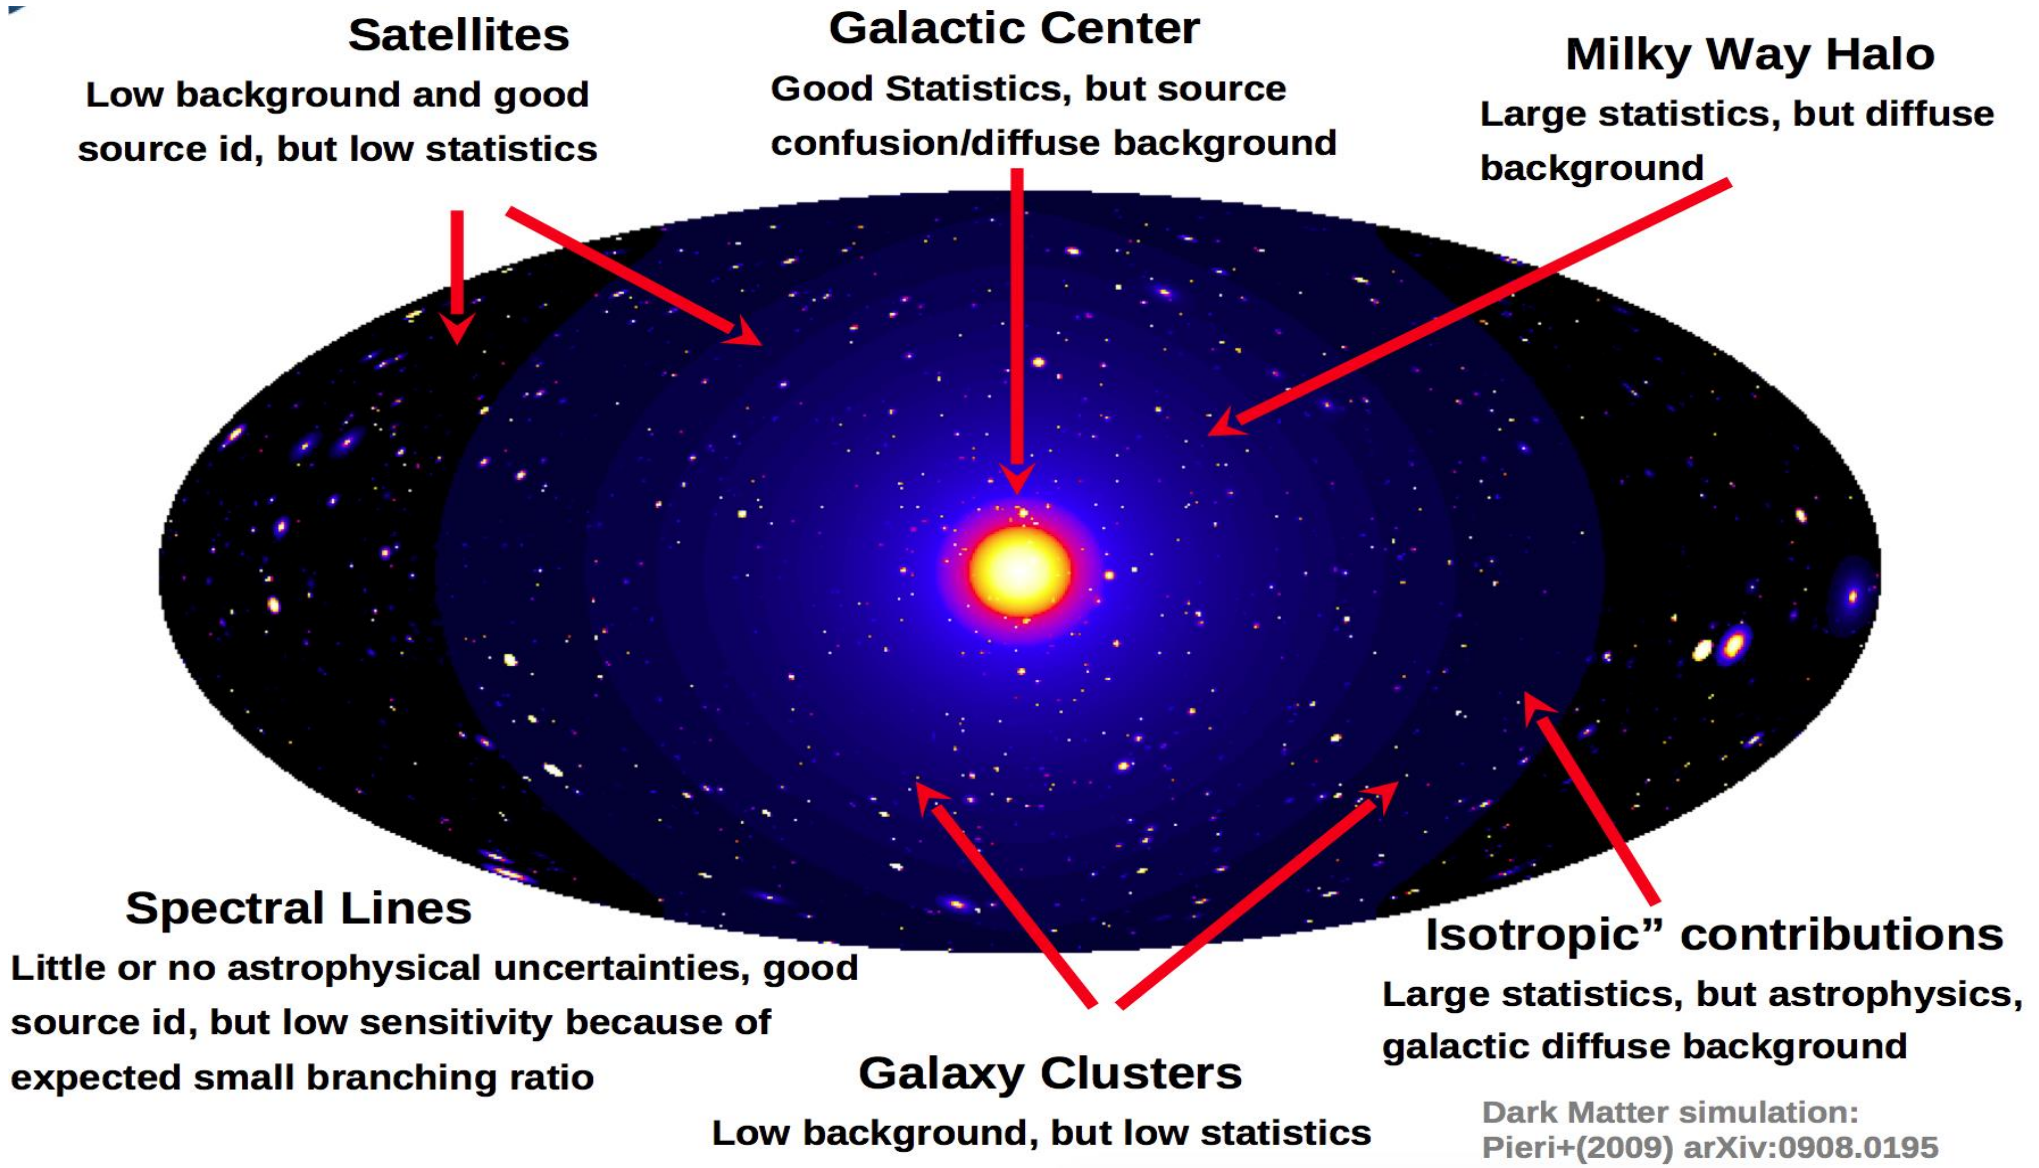 Satellites
Low background and good
source id, but low statistics
Galactic Center
Good Statistics, but source
confusion/diffuse background
Milky Way Halo
Large statistics, but diffuse
background
Spectral Lines
Little or no astrophysical uncertainties, good
source id, but low sensitivity because of
expected small branching ratio
Galaxy Clusters
Low background, but low statistics
Isotropic” contributions
Large statistics, but astrophysics,
galactic diffuse background
Dark Matter simulation:
Pieri+(2009) arXiv:0908.0195